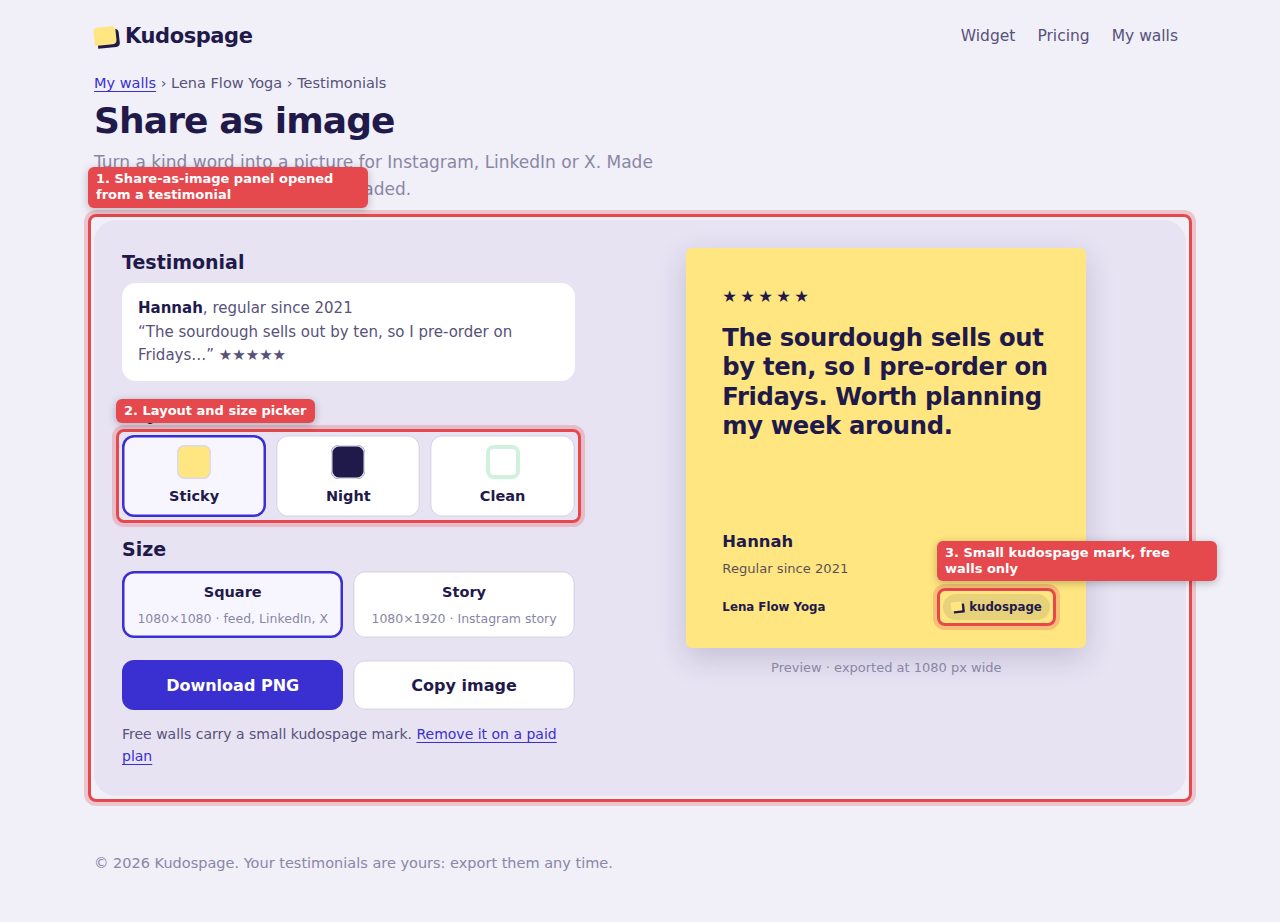 Kudospage
Widget Pricing My walls
My walls › Lena Flow Yoga › Testimonials
Share as image
Turn a kind word into a picture for Instagram, LinkedIn or X. Made
1. Share-as-image panel opened
from a testimonial
Testimonial
Hannah, regular since 2021
“The sourdough sells out by ten, so I pre-order on
Fridays…” ★★★★★
2. Layout and size picker
Sticky
Night
Clean
Size
Square
1080×1080 · feed, LinkedIn, X
Story
1080×1920 · Instagram story
Download PNG
Copy image
Free walls carry a small kudospage mark. Remove it on a paid
plan
★★★★★
The sourdough sells out
by ten, so I pre-order on
Fridays. Worth planning
my week around.
Hannah
Regular since 2021
3. Small kudospage mark, free
walls only
Lena Flow Yoga
kudospage
Preview · exported at 1080 px wide
© 2026 Kudospage. Your testimonials are yours: export them any time.